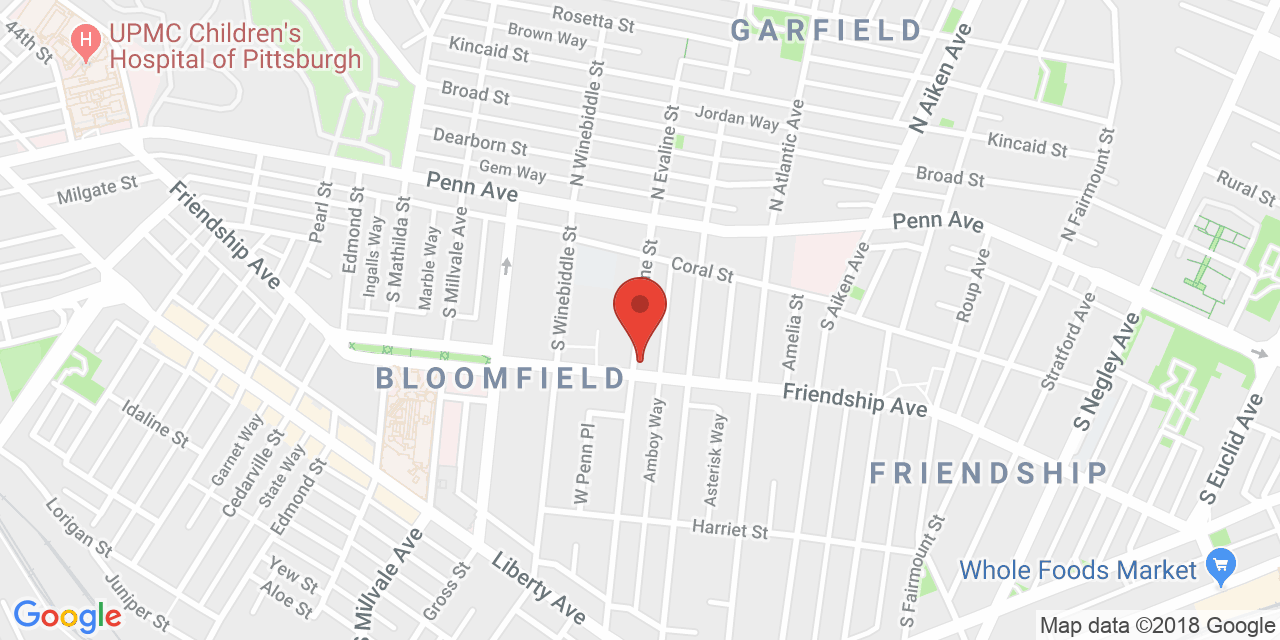 GARFIELD
Rosetta St
Brown Way
Kincaid St
44th St
H
UPMC Children's
Hospital of Pittsburgh
Broad St
Jordan Way
N Aiken Ave
Kincaid St
Dearborn St
Gem Way
N Winebiddle St
N Evaline St
N Atlantic Ave
Broad St
N Fairmount St
Rural St
Milgate St
Penn Ave
Penn Ave
Friendship Ave
Pearl St
Edmond St
Ingalls Way
S Mathilda St
Marble Way
S Millvale Ave
S Winebiddle St
ne St
Coral St
S Aiken Ave
Amelia St
Roup Ave
Stratford Ave
S Negley Ave
S Euclid Ave
BLOOMFIELD
Friendship Ave
FRIENDSHIP
Idaline St
Garnet Way
Cedarville St
State Way
Edmond St
W Penn Pl
Amboy Way
Asterisk Way
Harriet St
Lorigan St
Juniper St
Yew St
Aloe St
S Millvale Ave
Gross St
Liberty Ave
S Fairmount St
Whole Foods Market
Google
Map data ©2018 Google